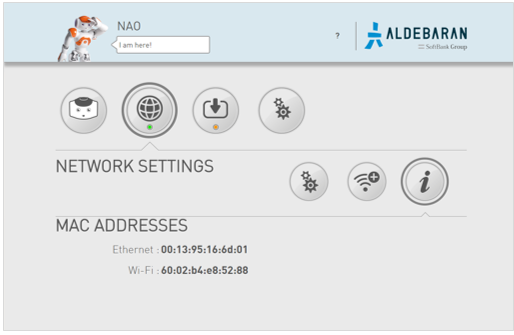 NAO
I am here!
?
ALDEBARAN
SoftBank Group
NETWORK SETTINGS
MAC ADDRESSES
Ethernet : 00:13:95:16:6d:01
Wi-Fi : 60:02:b4:e8:52:88